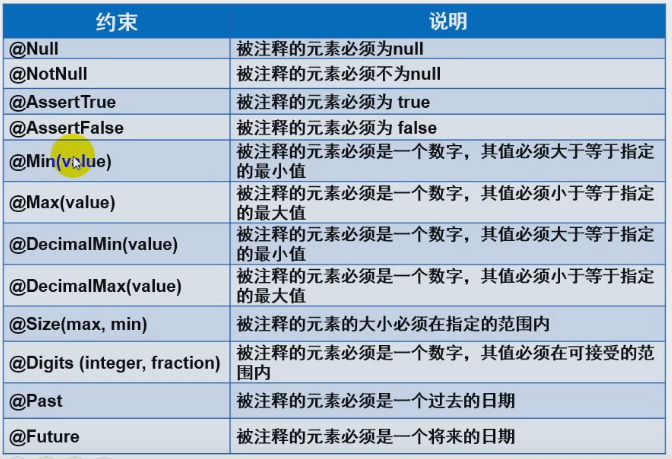 约束 说明
@Null 被注释的元素必须为null
@NotNull 被注释的元素必须不为null
@AssertTrue 被注释的元素必须为 true
@AssertFalse 被注释的元素必须为 false
@Min(value) 被注释的元素必须是一个数字，其值必须大于等于指定
的最小值
@Max(value) 被注释的元素必须是一个数字，其值必须小于等于指定
的最大值
@DecimalMin(value) 被注释的元素必须是一个数字，其值必须大于等于指定
的最小值
@DecimalMax(value) 被注释的元素必须是一个数字，其值必须小于等于指定
的最大值
@Size(max, min) 被注释的元素的大小必须在指定的范围内
@Digits (integer, fraction) 被注释的元素必须是一个数字，其值必须在可接受的范
围内
@Past 被注释的元素必须是一个过去的日期
@Future 被注释的元素必须是一个将来的日期